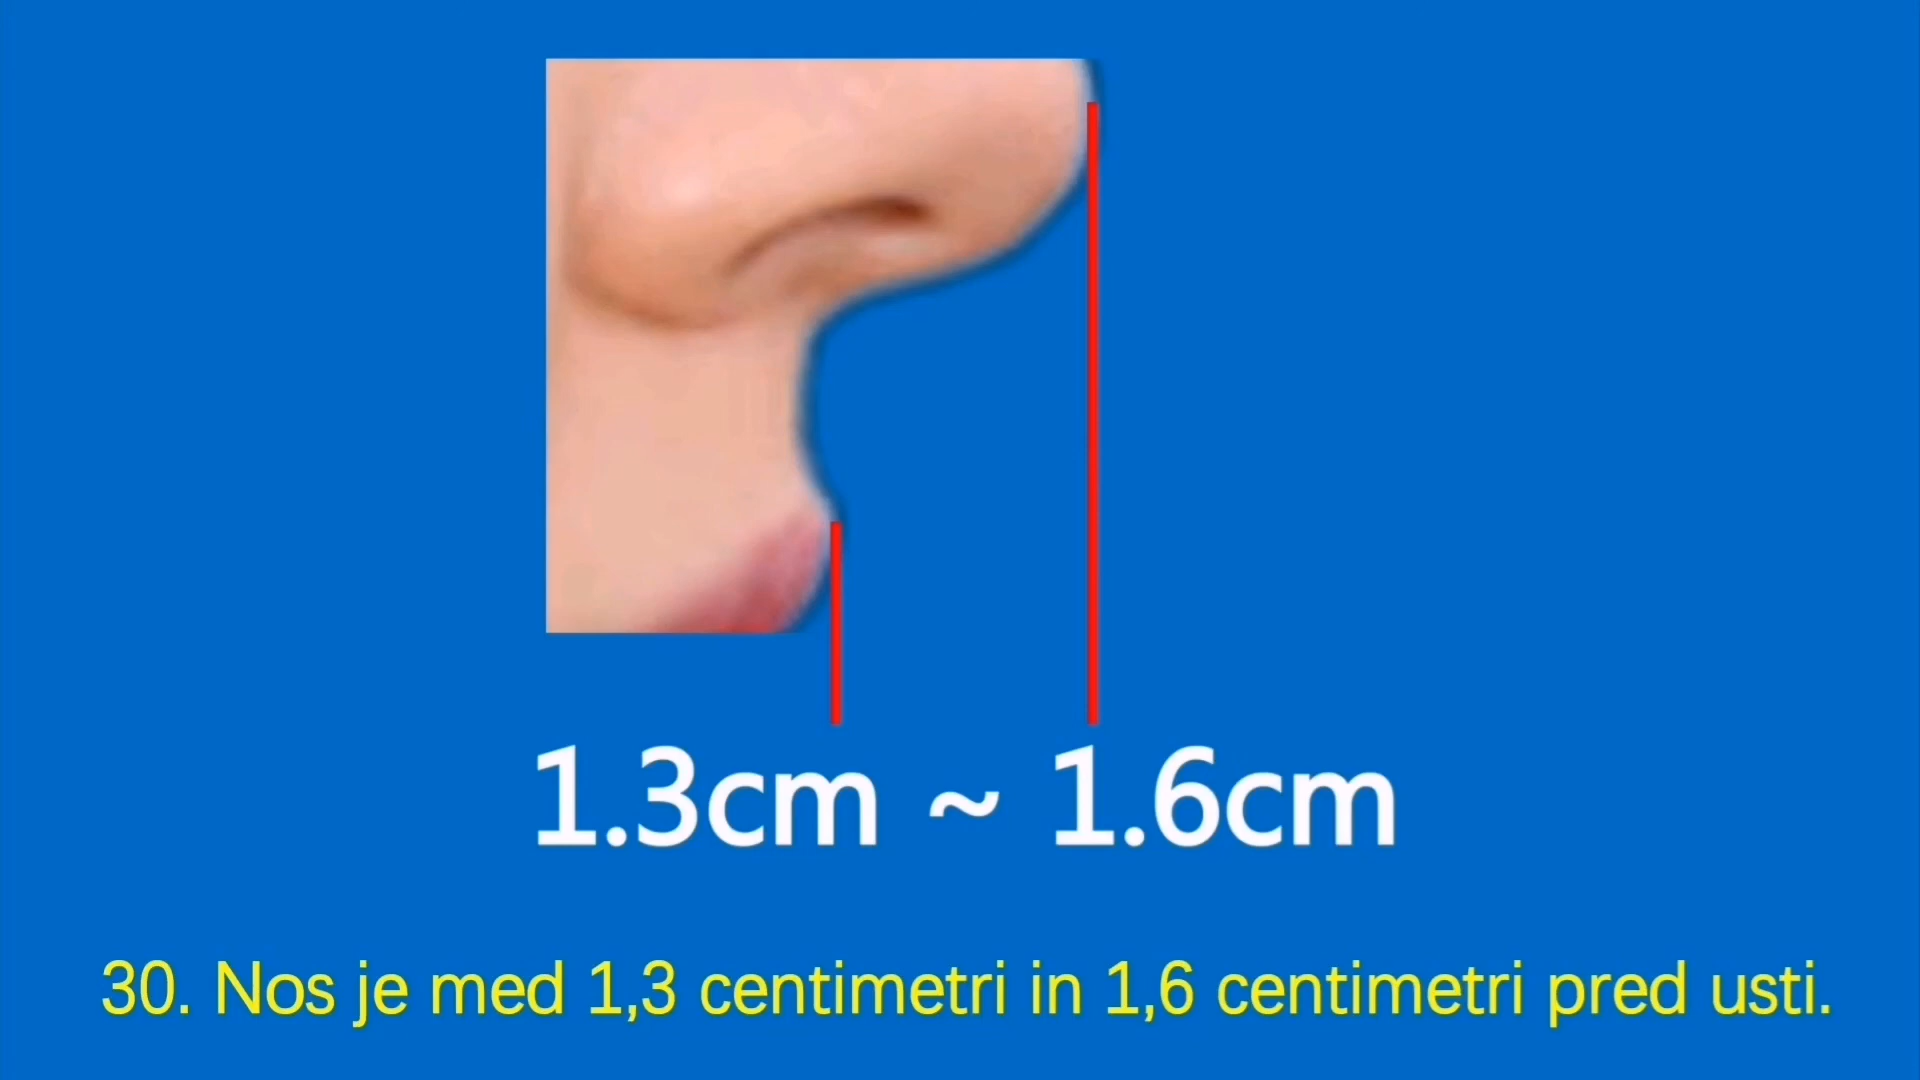 1.3cm ~ 1.6cm
30. Nos je med 1,3 centimetri in 1,6 centimetri pred usti.